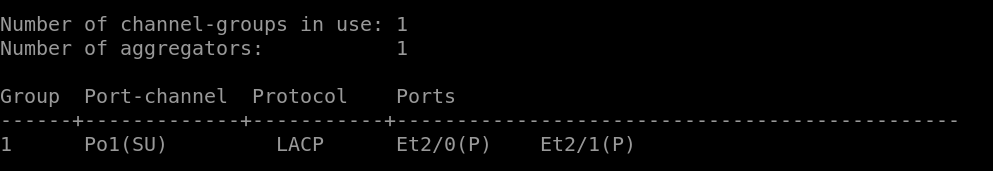 Number of channel-groups in use: 1
Number of aggregators:           1

Group  Port-channel  Protocol    Ports
------+-------------+-----------+-----------------------------------------------
1      Po1(SU)         LACP      Et2/0(P)    Et2/1(P)